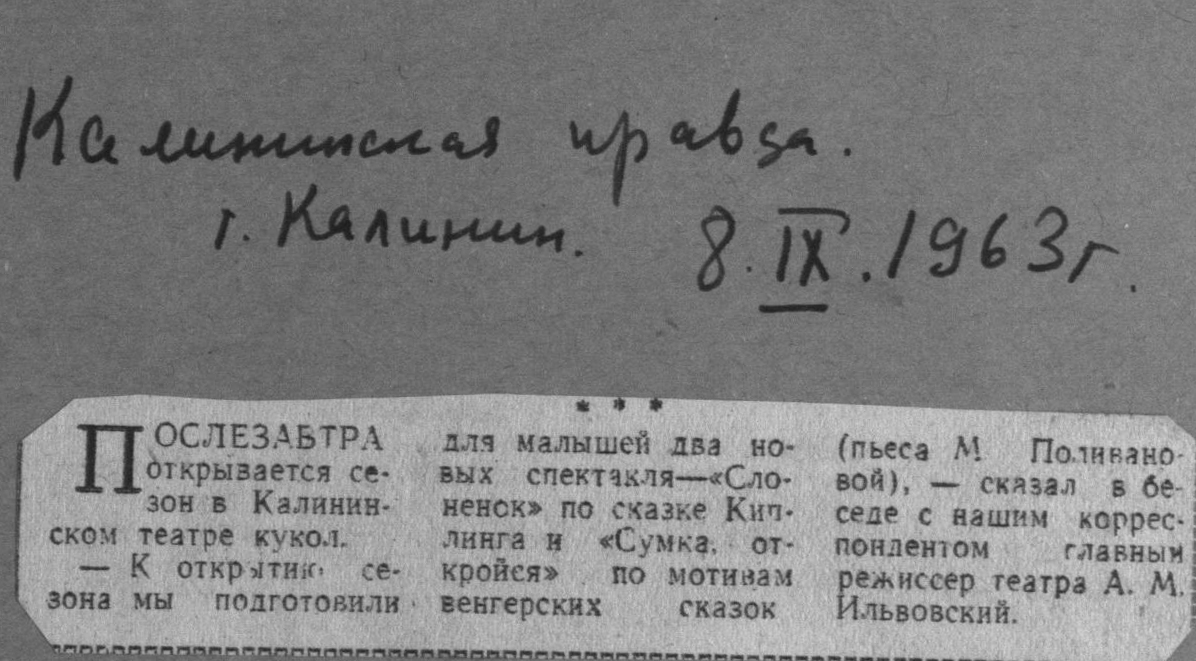 Калининская правда.
г. Калинин. 8.IX.1963г.
* * *
ПОСЛЕЗАВТРА
открывается се-
зон в Калинин-
ском театре кукол.
— К открытию се-
зона мы подготовили
для малышей два но-
вых спектакля—«Сло-
ненок» по сказке Кип-
линга и «Сумка, от-
кройся» по мотивам
венгерских сказок
(пьеса М. Поливано-
вой), — сказал в бе-
седе с нашим коррес-
пондентом главный
режиссер театра А. М.
Ильвовский.